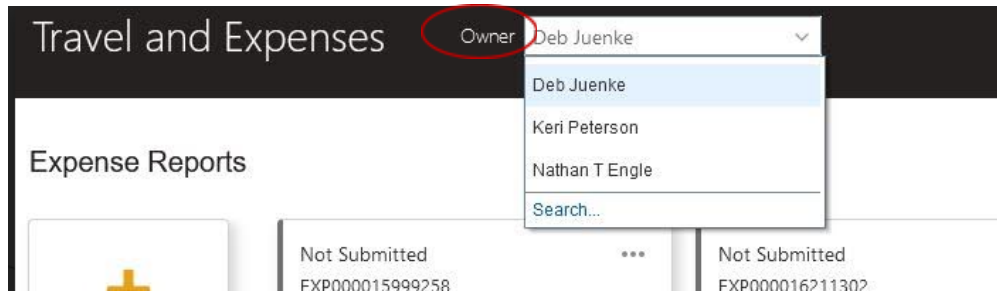 Travel and Expenses Owner Deb Juenke
Deb Juenke
Keri Peterson
Nathan T Engle
Search...
Expense Reports
Not Submitted
EXP000015999258
Not Submitted
EXP000016211302